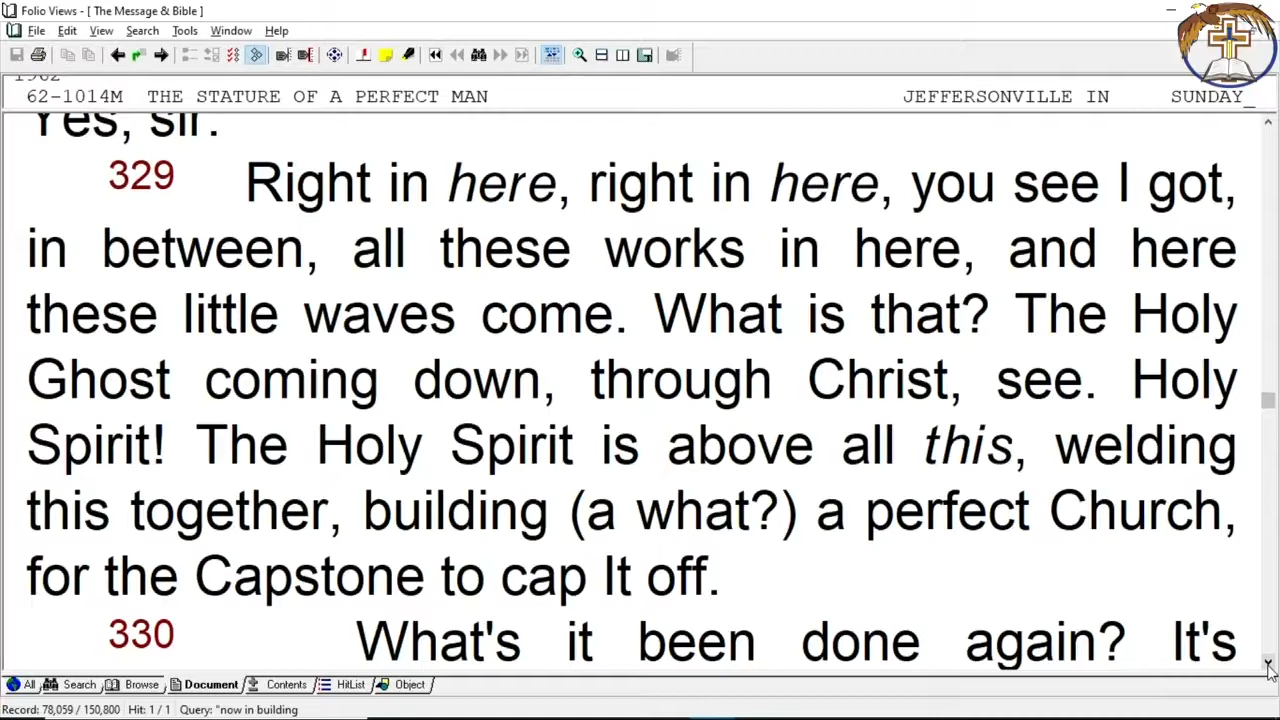 Folio Views - [ The Message & Bible ]
File Edit View Search Tools Window Help
1962
62-1014M THE STATURE OF A PERFECT MAN JEFFERSONVILLE IN SUNDAY_
Yes, sir.
329 Right in here, right in here, you see I got,
in between, all these works in here, and here
these little waves come. What is that? The Holy
Ghost coming down, through Christ, see. Holy
Spirit! The Holy Spirit is above all this, welding
this together, building (a what?) a perfect Church,
for the Capstone to cap It off.
330 What's it been done again? It's
All Search Browse Document Contents HitList Object
Record: 78,059 / 150,800 Hit: 1 / 1 Query: "now in building